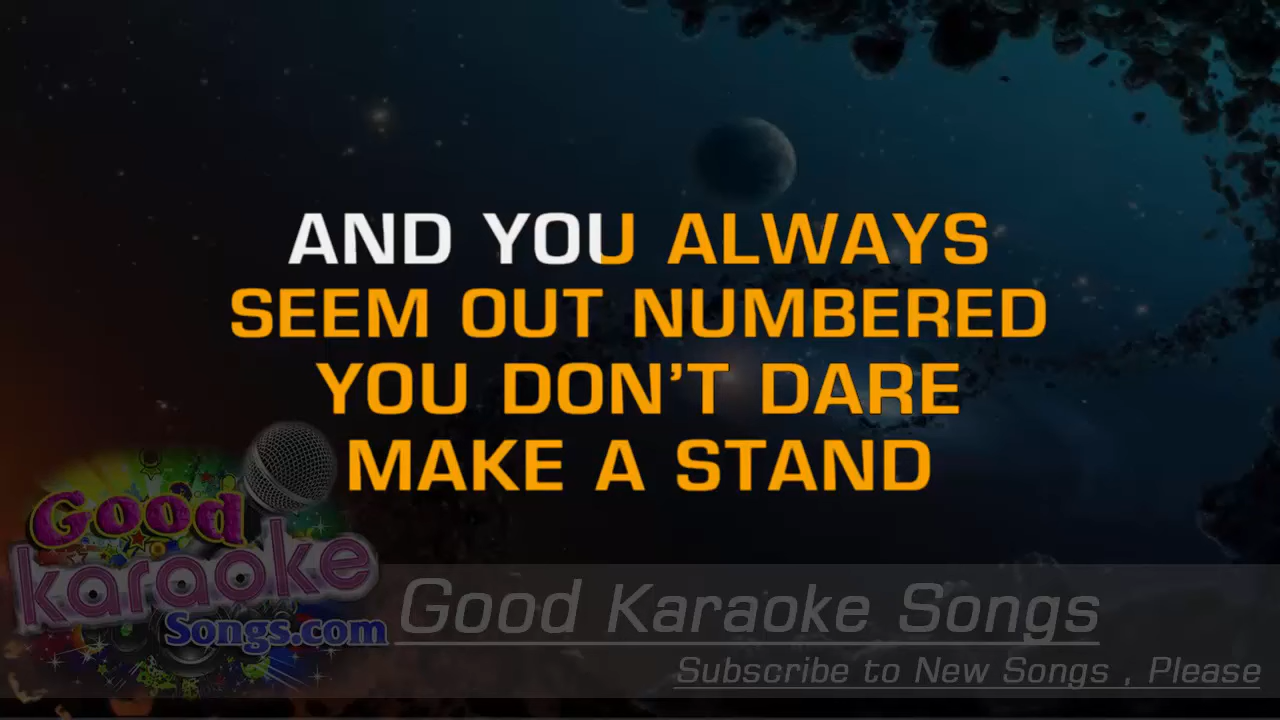 AND YOU ALWAYS
SEEM OUT NUMBERED
YOU DON'T DARE
MAKE A STAND
Good
karaoke
Songs.com
Good Karaoke Songs
Subscribe to New Songs , Please